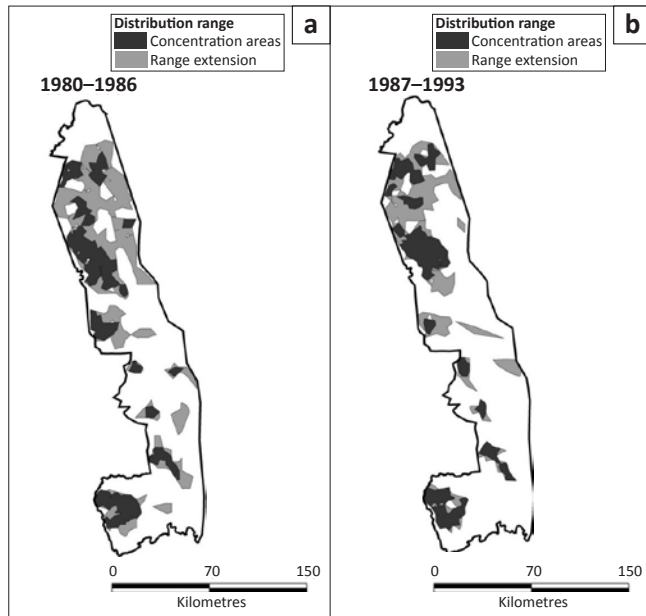 Distribution range
Concentration areas
Range extension
a
1980–1986
0 70 150
Kilometres
Distribution range
Concentration areas
Range extension
b
1987–1993
0 70 150
Kilometres